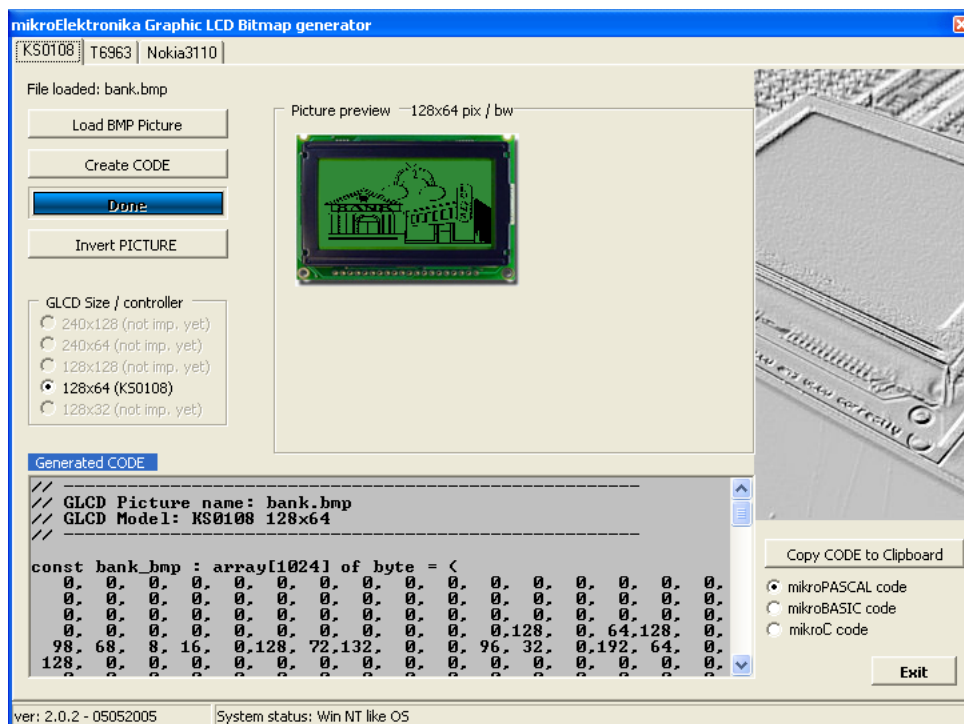 mikroElektronika Graphic LCD Bitmap generator
KS0108 T6963 Nokia3110
File loaded: bank.bmp
Load BMP Picture
Create CODE
Done
Invert PICTURE
Picture preview 128x64 pix / bw
BANK
GLCD Size / controller
240x128 (not imp. yet)
240x64 (not imp. yet)
128x128 (not imp. yet)
128x64 (KS0108)
128x32 (not imp. yet)
Generated CODE
// ------------------------------------------------------
// GLCD Picture name: bank.bmp
// GLCD Model: KS0108 128x64
// ------------------------------------------------------
const bank_bmp : array[1024] of byte = (
0, 0, 0, 0, 0, 0, 0, 0, 0, 0, 0, 0, 0, 0, 0, 0,
0, 0, 0, 0, 0, 0, 0, 0, 0, 0, 0, 0, 0, 0, 0, 0,
0, 0, 0, 0, 0, 0, 0, 0, 0, 0, 0, 0, 0, 0, 0, 0,
0, 0, 0, 0, 0, 0, 0, 0, 0, 0, 0,128, 0, 64,128, 0,
98, 68, 8, 16, 0,128, 72,132, 0, 0, 96, 32, 0,192, 64, 0,
128, 0, 0, 0, 0, 0, 0, 0, 0, 0, 0, 0, 0, 0, 0, 0,
Copy CODE to Clipboard
mikroPASCAL code
mikroBASIC code
mikroC code
Exit
ver: 2.0.2 - 05052005
System status: Win NT like OS